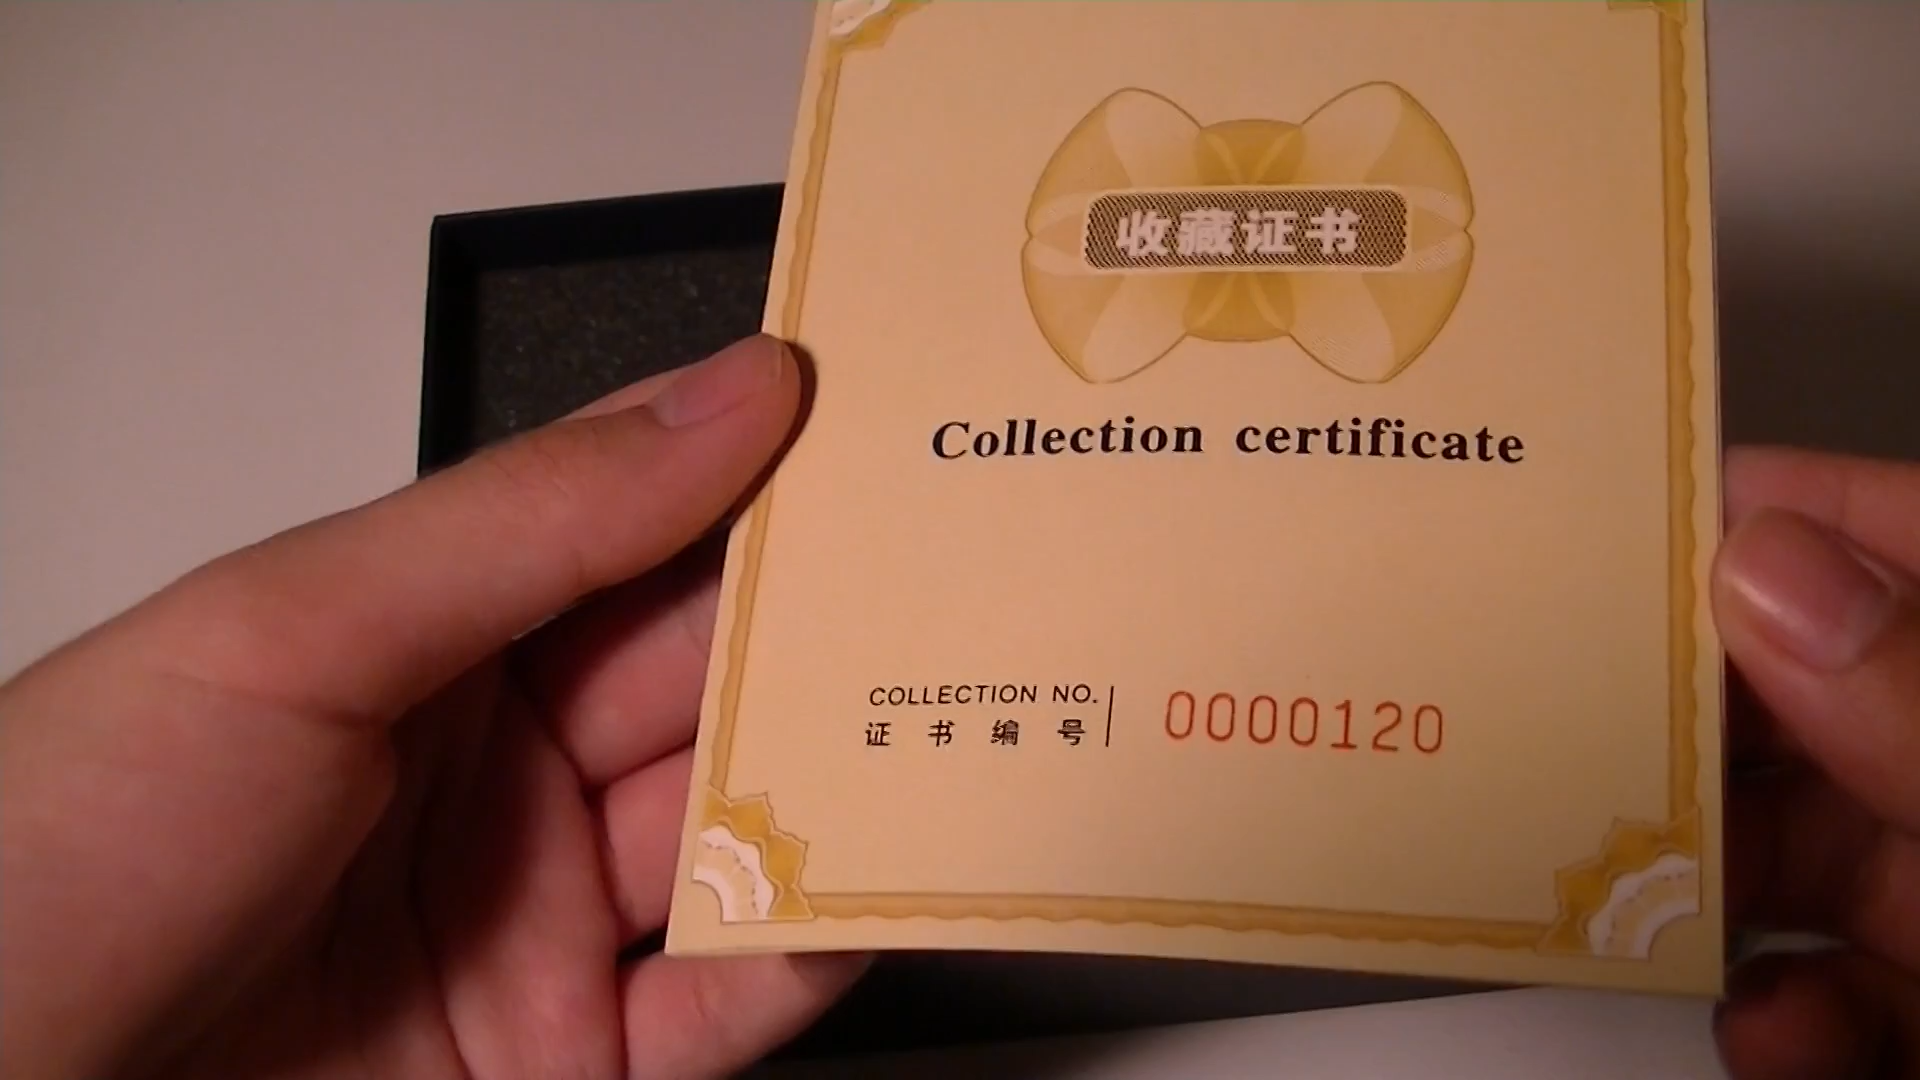 收藏证书
Collection certificate
COLLECTION NO.
证书编号
0000120